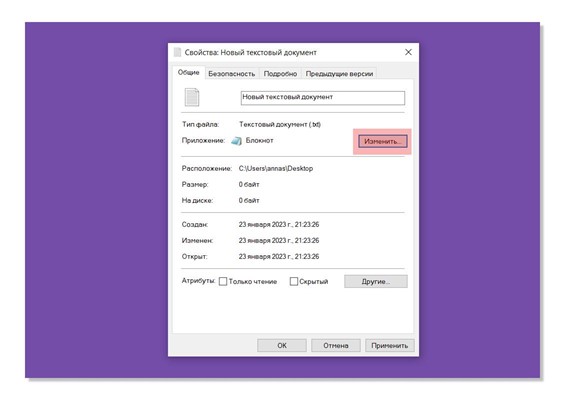 Свойства: Новый текстовый документ
Общие Безопасность Подробно Предыдущие версии
Новый текстовый документ
Тип файла: Текстовый документ (.txt)
Приложение: Блокнот Изменить...
Расположение: C:\Users\annas\Desktop
Размер: 0 байт
На диске: 0 байт
Создан: 23 января 2023 г., 21:23:26
Изменен: 23 января 2023 г., 21:23:26
Открыт: 23 января 2023 г., 21:23:26
Атрибуты: Только чтение Скрытый Другие...
ОК Отмена Применить